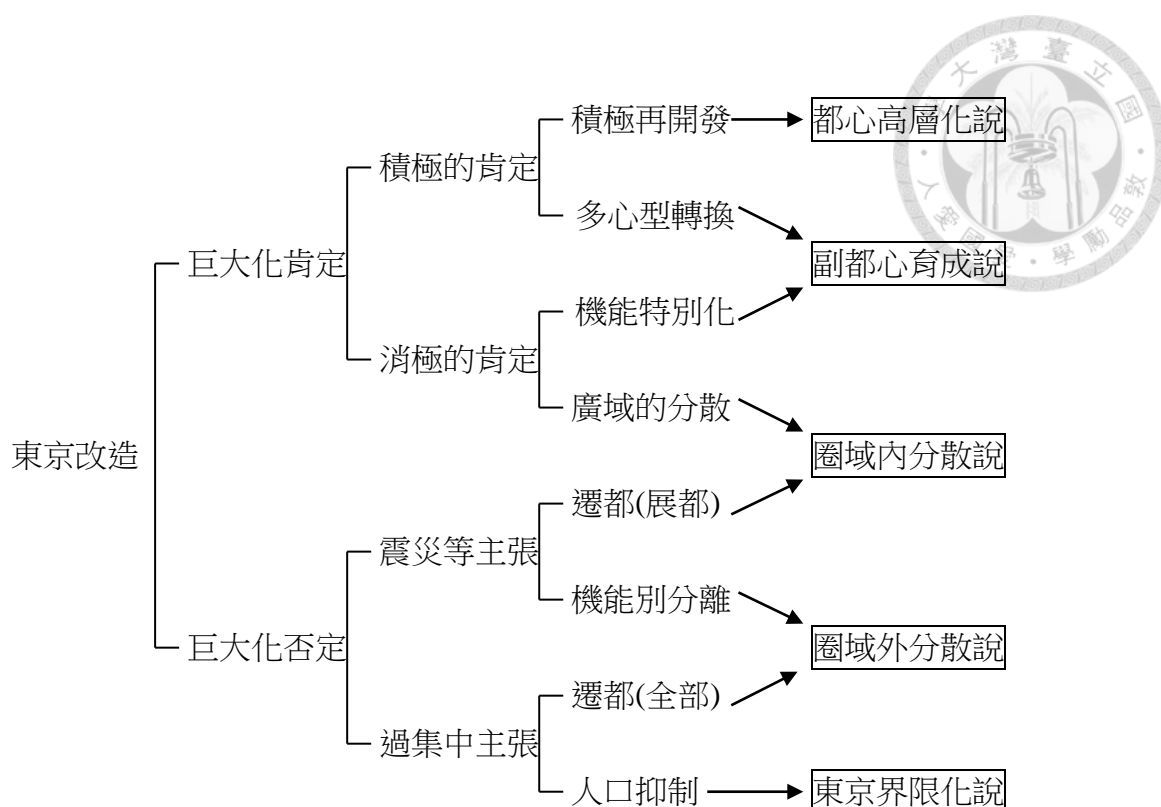 積極再開發
都心高層化說
積極的肯定
多心型轉換
巨大化肯定
副都心育成說
機能特別化
消極的肯定
廣域的分散
東京改造
圈域內分散說
遷都(展都)
震災等主張
機能別分離
巨大化否定
圈域外分散說
遷都(全部)
過集中主張
人口抑制
東京界限化說